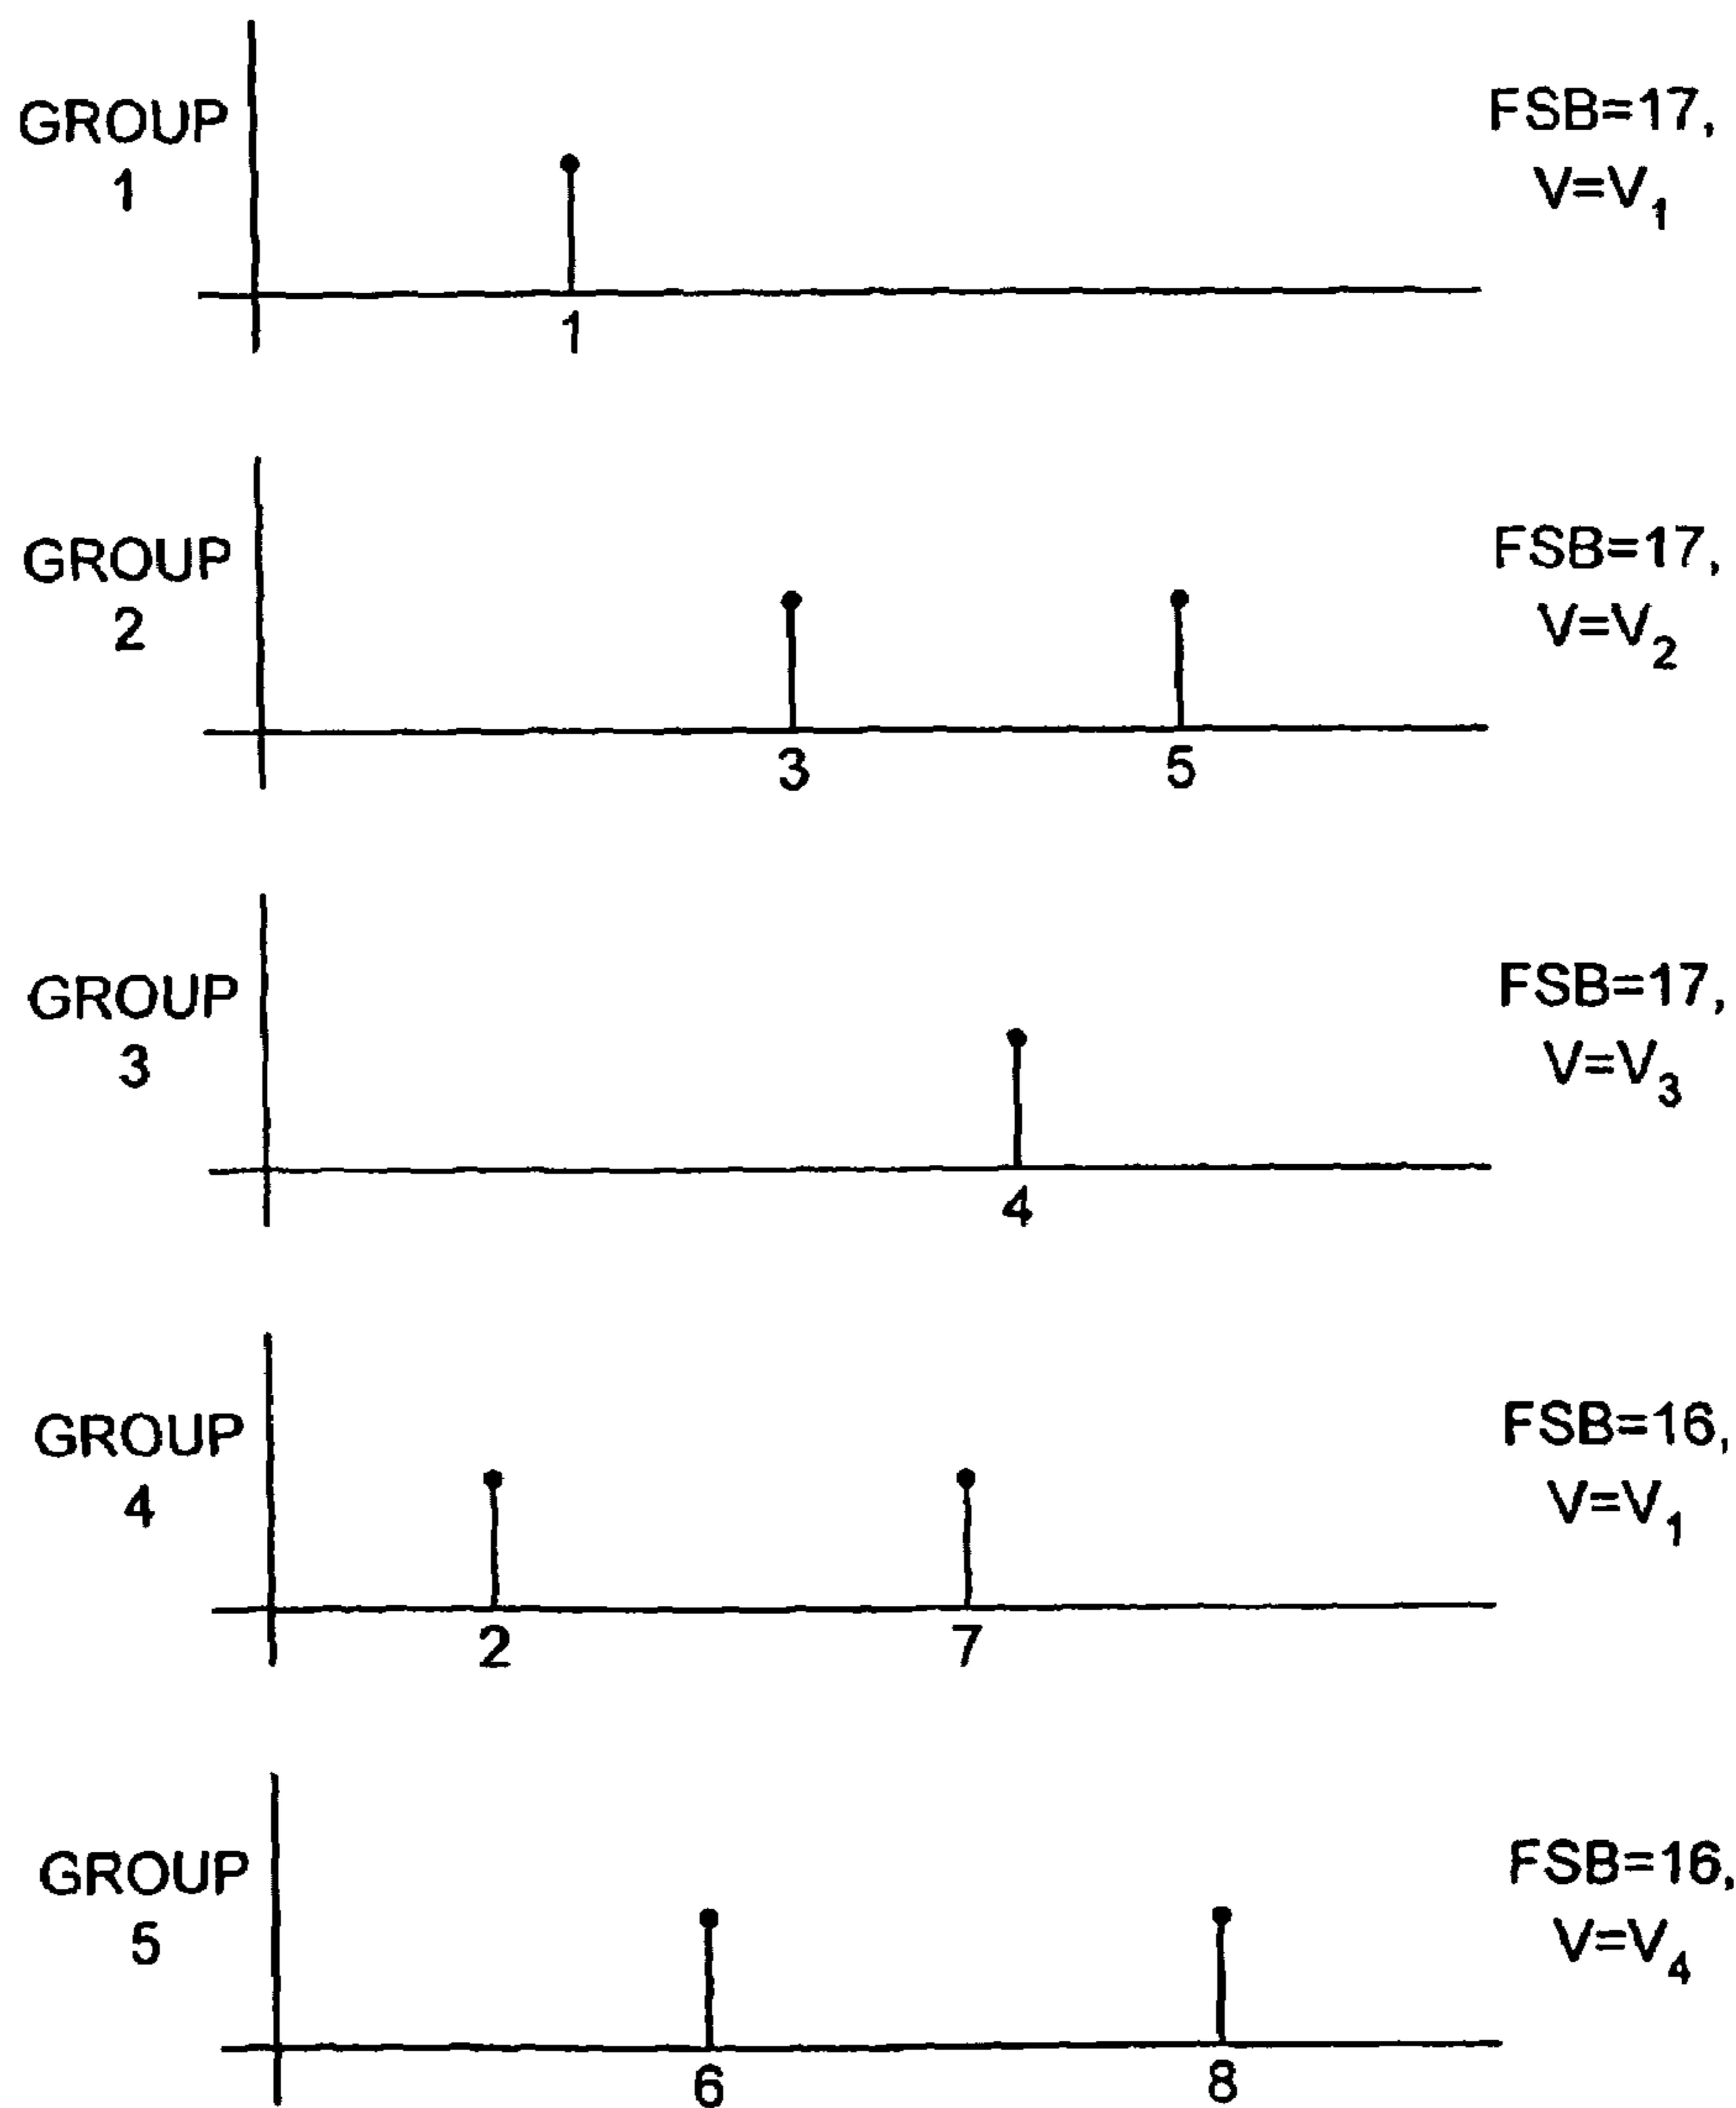 GROUP
1
FSB=17,
V=V₁
1
GROUP
2
FSB=17,
V=V₂
3 5
GROUP
3
FSB=17,
V=V₃
4
GROUP
4
FSB=16,
V=V₁
2 7
GROUP
5
FSB=16,
V=V₄
6 8